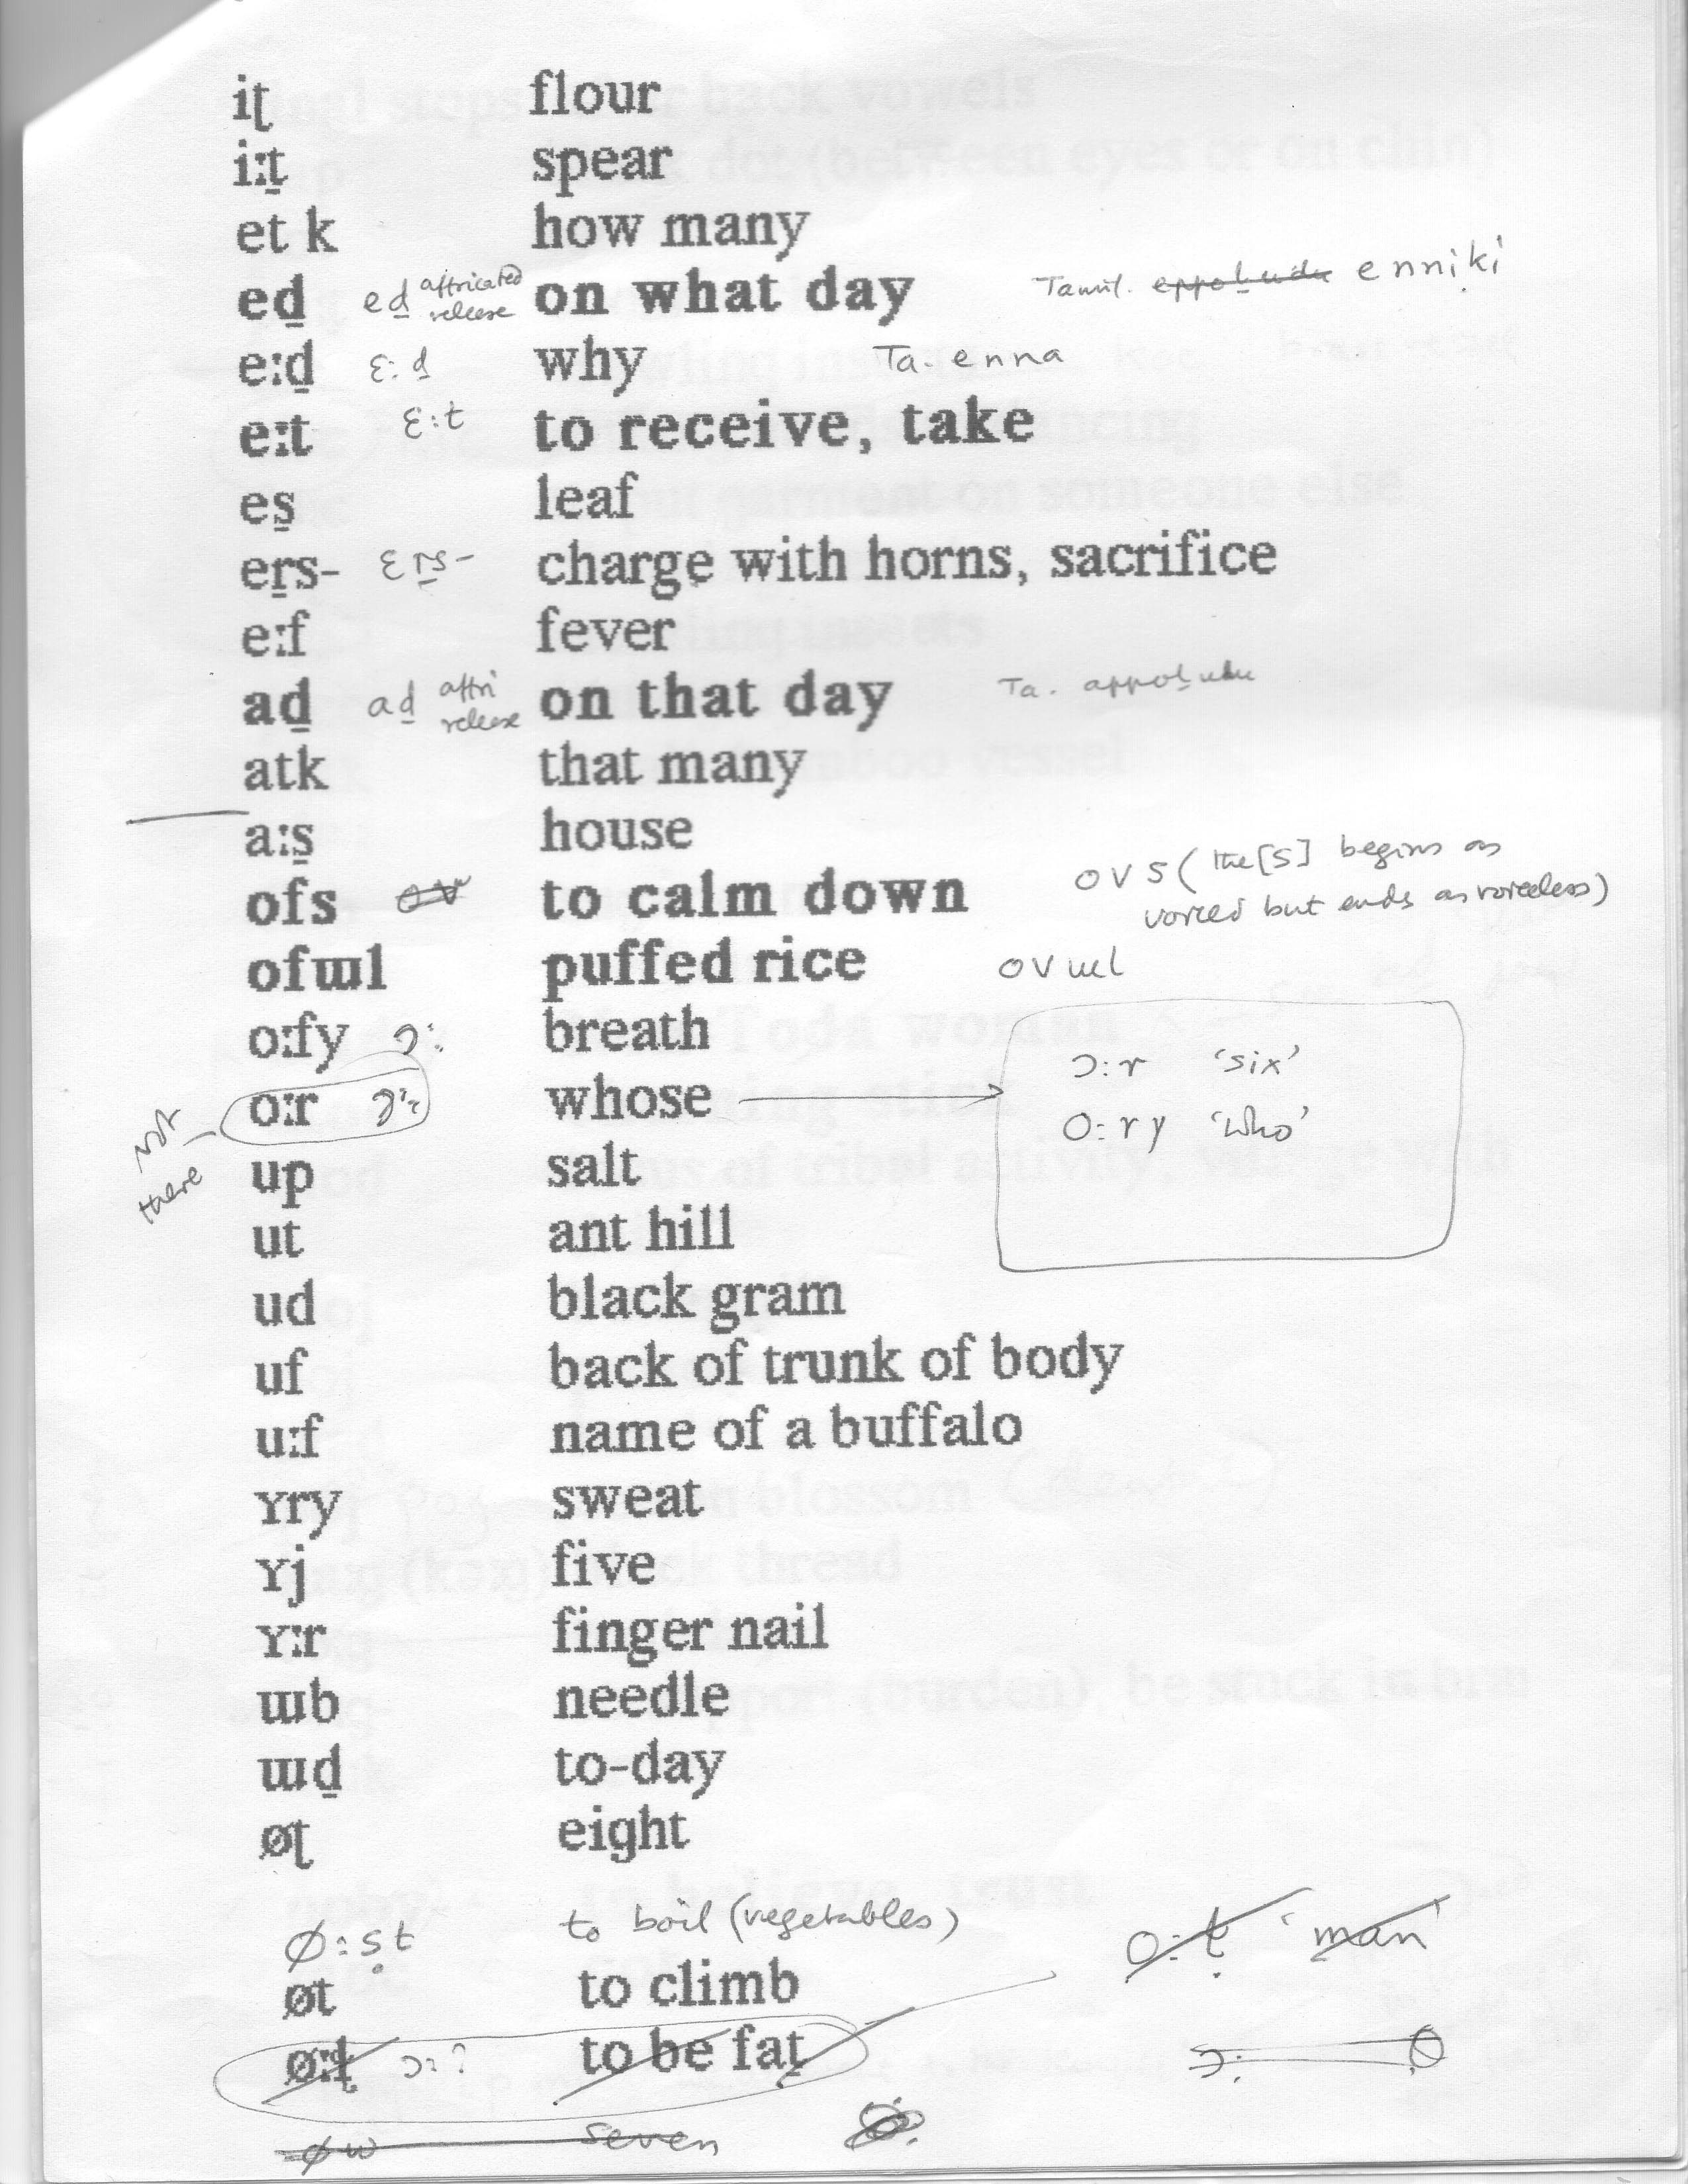 iʈ flour
i:t̠ spear
et k how many
ed̠ ed̠ affricated release on what day Tamil. eppoḻudu enniki
e:d̠ ɛ:d̠ why Ta. enna
e:t ɛ:t to receive, take
es̠ leaf
er̠s- ɛr̠s- charge with horns, sacrifice
e:f fever
ad̠ ad̠ affri release on that day Ta. appoḻudu
atk that many
a:s̠ house
ofs ov to calm down ovs (the [s] begins as
voiced but ends as voiceless)
ofɯl puffed rice ovɯl
o:fy ɔ: breath
ɔ:r 'six'
o:r ɔ: whose
not there
o:ry 'who'
up salt
ut ant hill
ud black gram
uf back of trunk of body
u:f name of a buffalo
ʏry sweat
ʏj five
ʏ:r finger nail
ɯb needle
ɯd̠ to-day
øʈ eight
ø:ṣt to boil (vegetables)
o:ṭ 'man'
øt to climb
ø:ʈ ɔ:? to be fat ɔ: o
øw seven